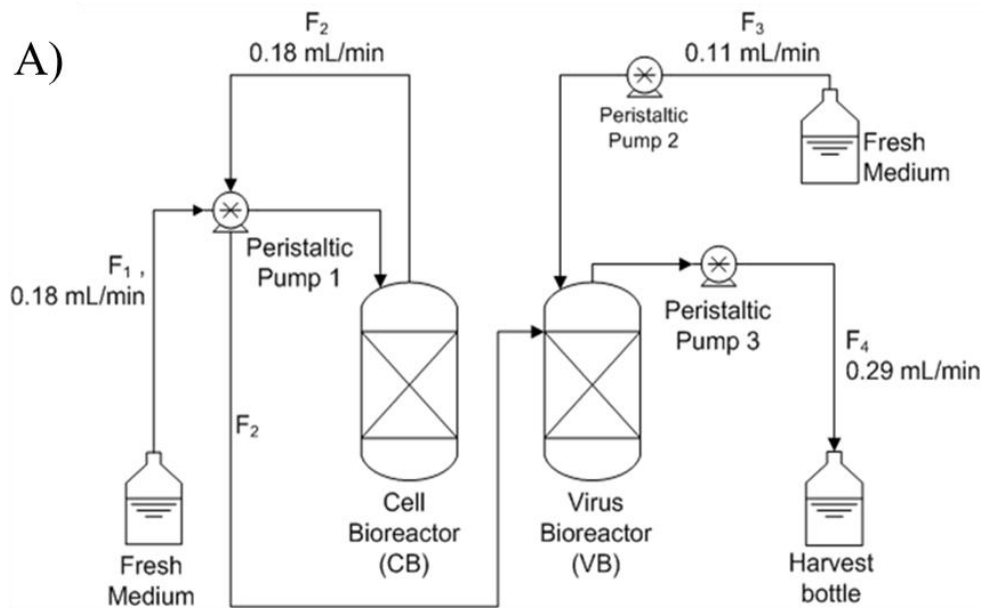 A)
F₂
0.18 mL/min
F₃
0.11 mL/min
Peristaltic
Pump 2
Fresh
Medium
Peristaltic
Pump 1
F₁ ,
0.18 mL/min
Peristaltic
Pump 3
F₄
0.29 mL/min
F₂
Fresh
Medium
Cell
Bioreactor
(CB)
Virus
Bioreactor
(VB)
Harvest
bottle